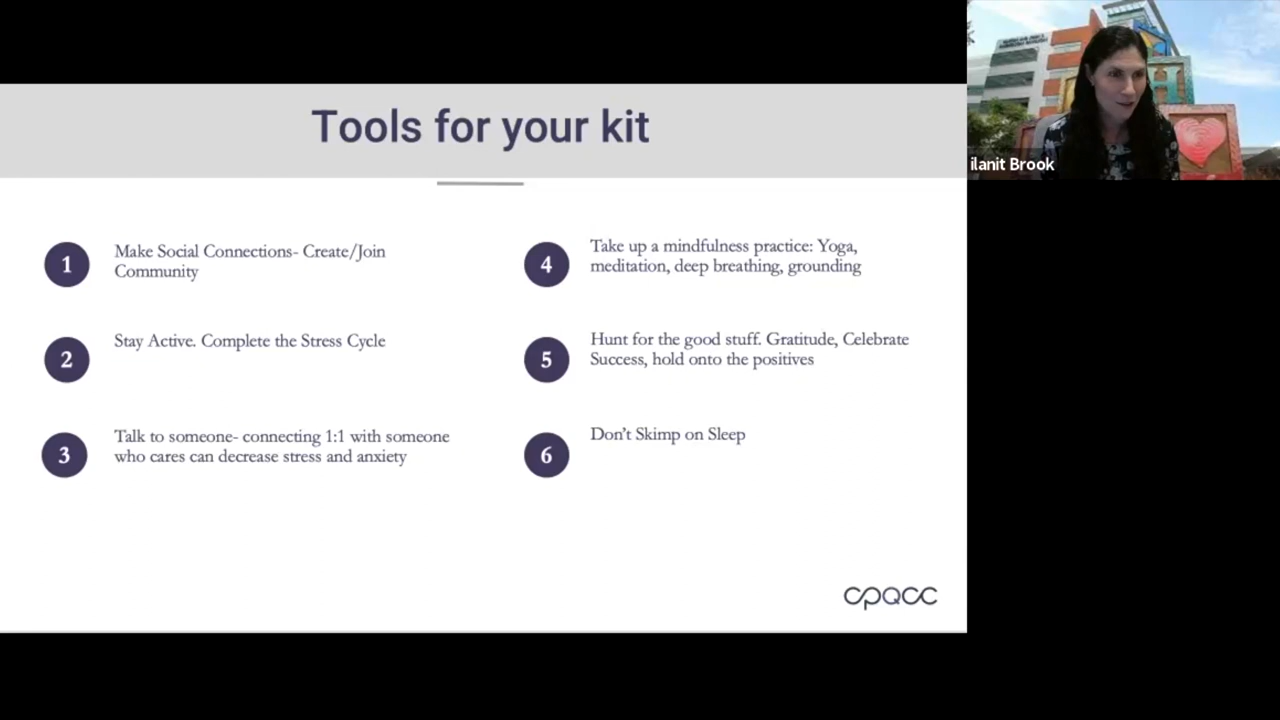 Tools for your kit
1
Make Social Connections- Create/Join
Community
2
Stay Active. Complete the Stress Cycle
3
Talk to someone- connecting 1:1 with someone
who cares can decrease stress and anxiety
4
Take up a mindfulness practice: Yoga,
meditation, deep breathing, grounding
5
Hunt for the good stuff. Gratitude, Celebrate
Success, hold onto the positives
6
Don’t Skimp on Sleep
cpqcc
ilanit Brook